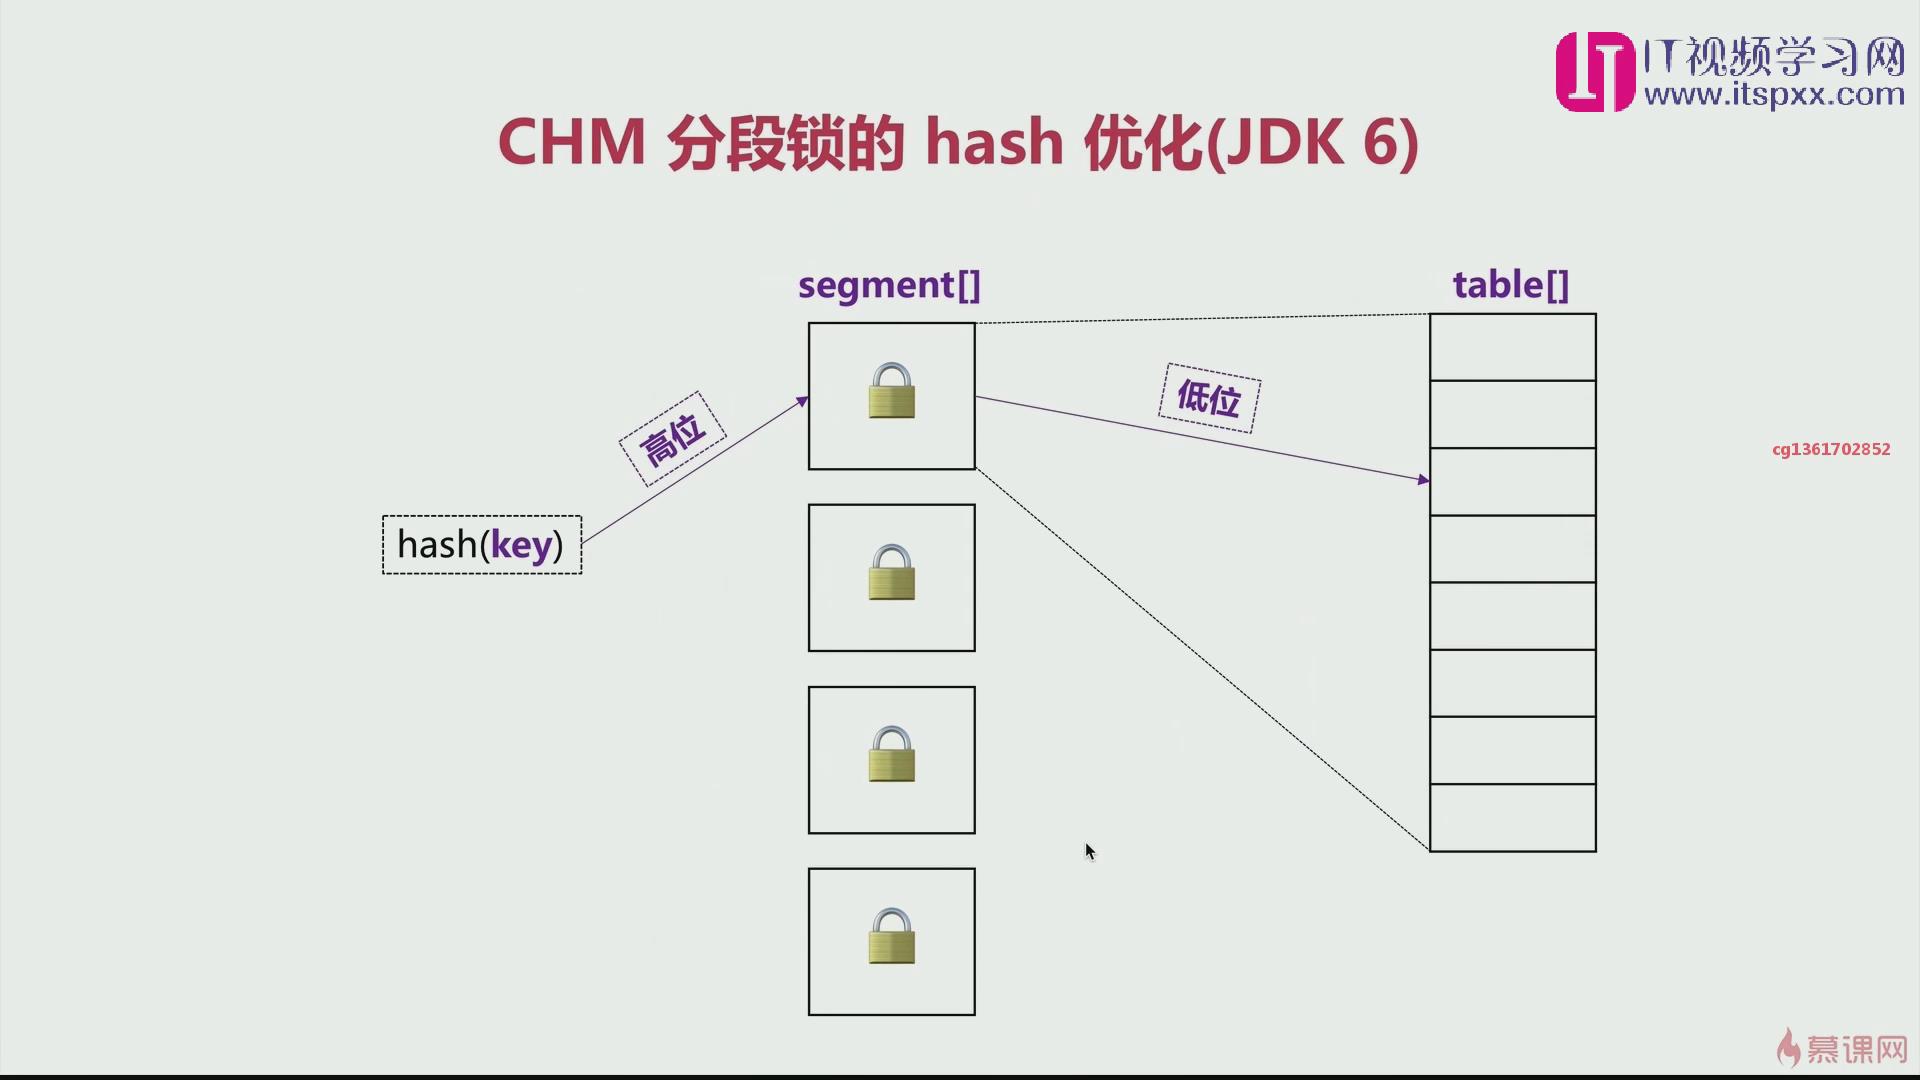 IT视频学习网
www.itspxx.com
CHM 分段锁的 hash 优化(JDK 6)
segment[]
table[]
高位
低位
cg1361702852
hash(key)
慕课网